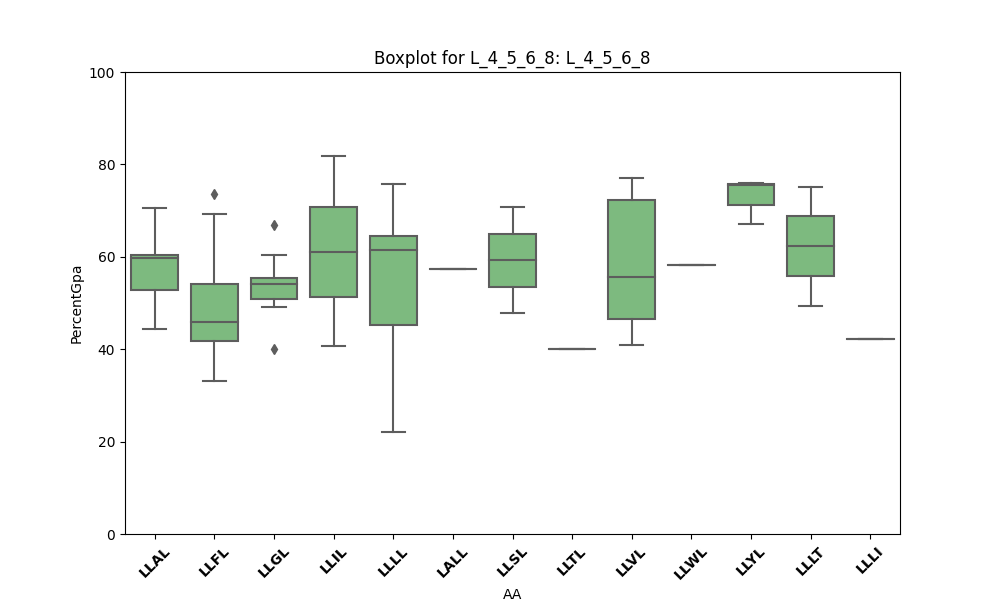 Boxplot for L_4_5_6_8: L_4_5_6_8
PercentGpa
100
80
60
40
20
0
LLAL LLFL LLGL LLIL LLLL LALL LLSL LLTL LLVL LLWL LLYL LLLT LLLI
AA